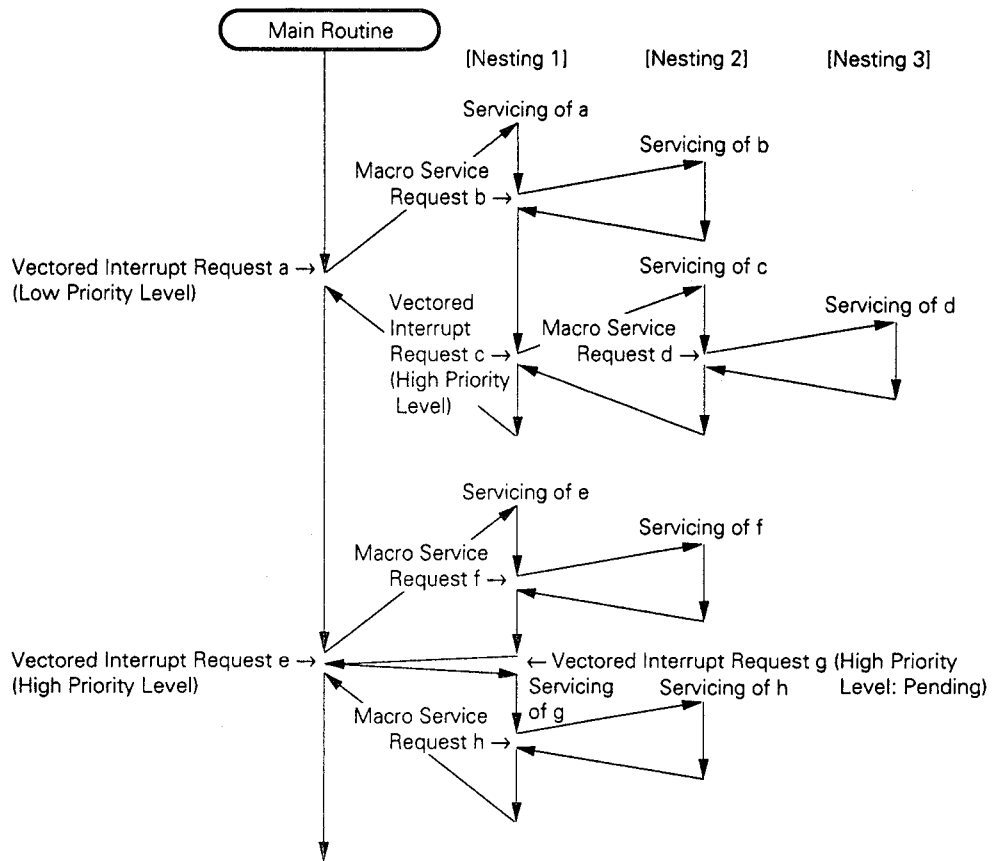 Main Routine
[Nesting 1]
[Nesting 2]
[Nesting 3]
Servicing of a
Servicing of b
Macro Service
Request b →
Vectored Interrupt Request a →
(Low Priority Level)
Servicing of c
Vectored
Interrupt
Request c →
(High Priority
Level)
Macro Service
Request d →
Servicing of d
Servicing of e
Servicing of f
Macro Service
Request f →
Vectored Interrupt Request e →
(High Priority Level)
← Vectored Interrupt Request g (High Priority
Level: Pending)
Servicing
of g
Servicing of h
Macro Service
Request h →